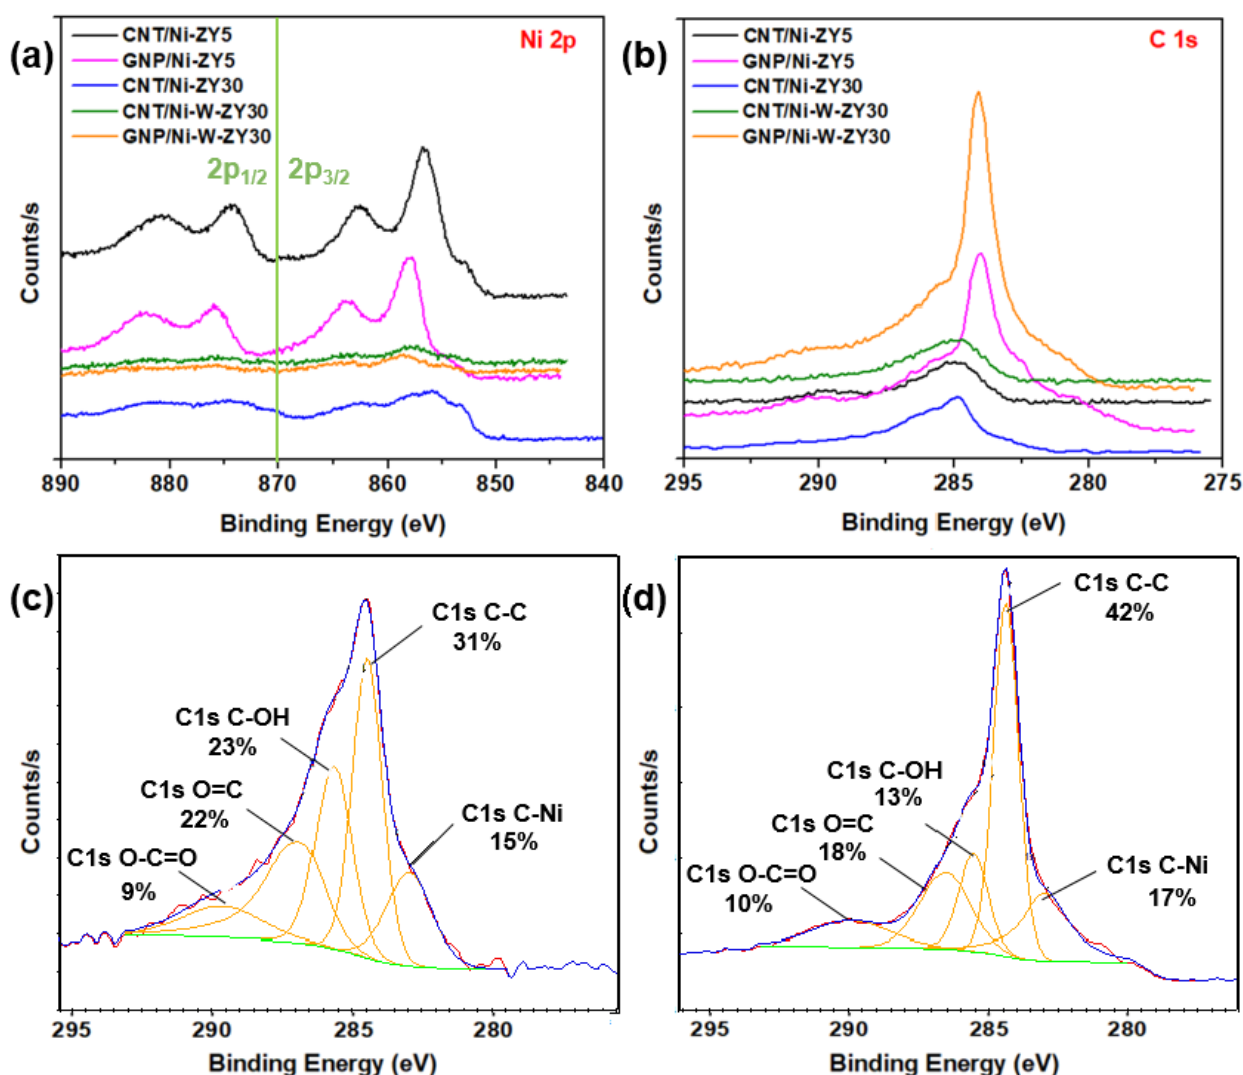 (a)
CNT/Ni-ZY5
GNP/Ni-ZY5
CNT/Ni-ZY30
CNT/Ni-W-ZY30
GNP/Ni-W-ZY30
Ni 2p
2p1/2 2p3/2
Counts/s
890 880 870 860 850 840
Binding Energy (eV)
(b)
CNT/Ni-ZY5
GNP/Ni-ZY5
CNT/Ni-ZY30
CNT/Ni-W-ZY30
GNP/Ni-W-ZY30
C 1s
Counts/s
295 290 285 280 275
Binding Energy (eV)
(c)
C1s C-C
31%
C1s C-OH
23%
C1s O=C
22%
C1s C-Ni
15%
C1s O-C=O
9%
Counts/s
295 290 285 280
Binding Energy (eV)
(d)
C1s C-C
42%
C1s C-OH
13%
C1s O=C
18%
C1s O-C=O
10%
C1s C-Ni
17%
Counts/s
295 290 285 280
Binding Energy (eV)